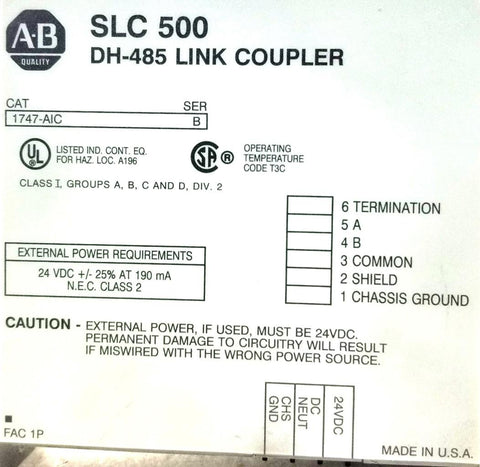 A-B
QUALITY
SLC 500
DH-485 LINK COUPLER
CAT SER
1747-AIC B
UL
LISTED IND. CONT. EQ.
FOR HAZ. LOC. A196
SA ®
OPERATING
TEMPERATURE
CODE T3C
CLASS I, GROUPS A, B, C AND D, DIV. 2
6 TERMINATION
5 A
4 B
3 COMMON
2 SHIELD
1 CHASSIS GROUND
EXTERNAL POWER REQUIREMENTS
24 VDC +/- 25% AT 190 mA
N.E.C. CLASS 2
CAUTION - EXTERNAL POWER, IF USED, MUST BE 24VDC.
PERMANENT DAMAGE TO CIRCUITRY WILL RESULT
IF MISWIRED WITH THE WRONG POWER SOURCE.
CHS
GND
DC
NEUT
24VDC
FAC 1P
MADE IN U.S.A.